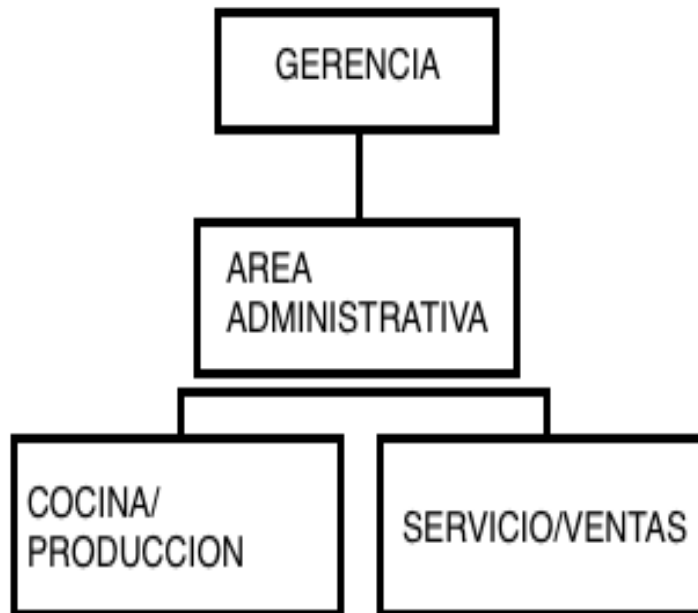 GERENCIA
AREA
ADMINISTRATIVA
COCINA/
PRODUCCION
SERVICIO/VENTAS